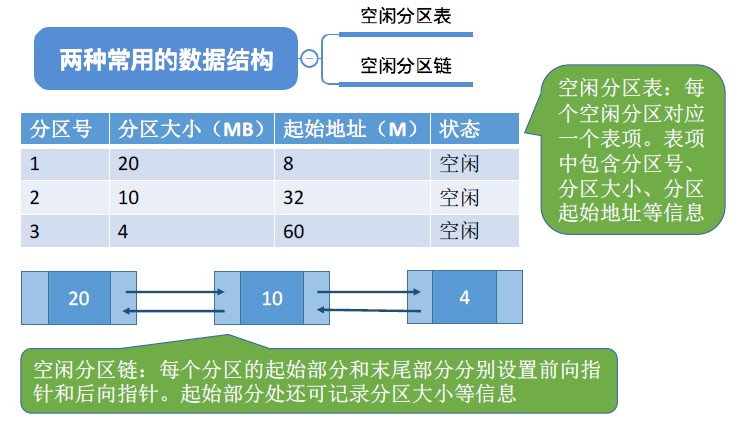 两种常用的数据结构
空闲分区表
空闲分区链
分区号 分区大小（MB） 起始地址（M） 状态
1 20 8 空闲
2 10 32 空闲
3 4 60 空闲
空闲分区表：每
个空闲分区对应
一个表项。表项
中包含分区号、
分区大小、分区
起始地址等信息
20 10 4
空闲分区链：每个分区的起始部分和末尾部分分别设置前向指
针和后向指针。起始部分处还可记录分区大小等信息